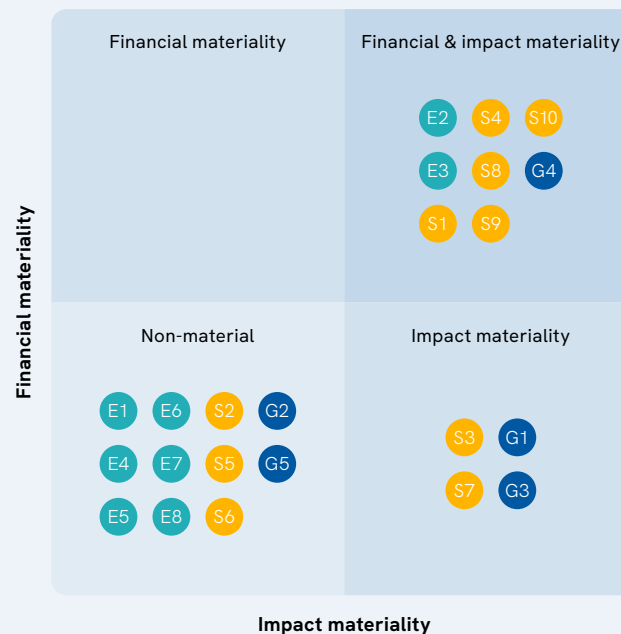 Financial materiality
Financial & impact materiality
E2 S4 S10
E3 S8 G4
S1 S9
Financial materiality
Non-material
Impact materiality
E1 E6 S2 G2
E4 E7 S5 G5
E5 E8 S6
S3 G1
S7 G3
Impact materiality